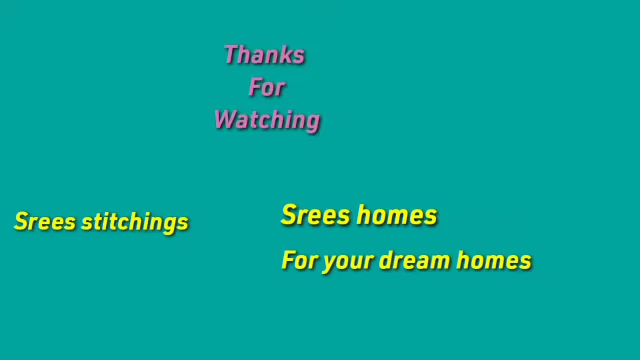 Thanks
For
Watching
Srees stitchings
Srees homes
For your dream homes